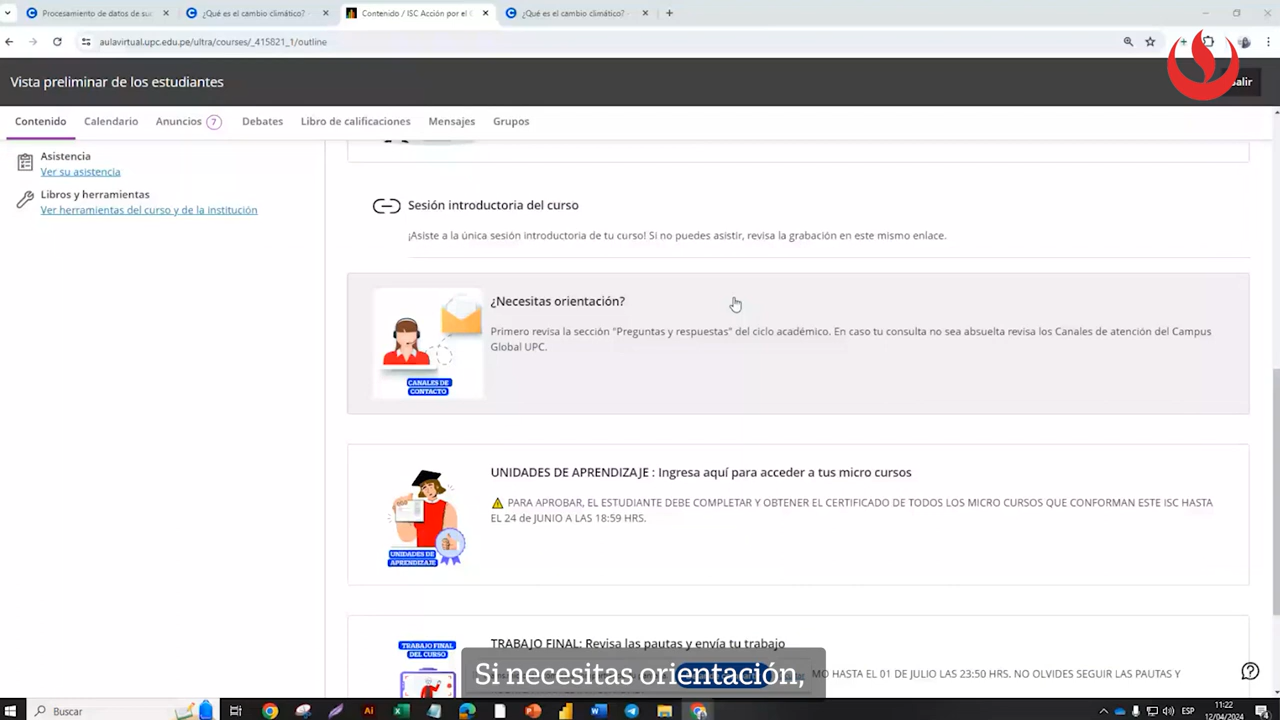 Procesamiento de datos de su
¿Qué es el cambio climático? -
Contenido / ISC Acción por el C
¿Qué es el cambio climático? -
aulavirtual.upc.edu.pe/ultra/courses/_415821_1/outline
Vista preliminar de los estudiantes
Salir
Contenido
Calendario
Anuncios 7
Debates
Libro de calificaciones
Mensajes
Grupos
Asistencia
Ver su asistencia
Libros y herramientas
Ver herramientas del curso y de la institución
Sesión introductoria del curso
¡Asiste a la única sesión introductoria de tu curso! Si no puedes asistir, revisa la grabación en este mismo enlace.
¿Necesitas orientación?
Primero revisa la sección "Preguntas y respuestas" del ciclo académico. En caso tu consulta no sea absuelta revisa los Canales de atención del Campus
Global UPC.
CANALES DE
CONTACTO
UNIDADES DE APRENDIZAJE : Ingresa aquí para acceder a tus micro cursos
PARA APROBAR, EL ESTUDIANTE DEBE COMPLETAR Y OBTENER EL CERTIFICADO DE TODOS LOS MICRO CURSOS QUE CONFORMAN ESTE ISC HASTA
EL 24 de JUNIO A LAS 18:59 HRS.
UNIDADES DE
APRENDIZAJE
TRABAJO FINAL: Revisa las pautas y envía tu trabajo
TRABAJO FINAL
DEL CURSO
MO HASTA EL 01 DE JULIO LAS 23:50 HRS. NO OLVIDES SEGUIR LAS PAUTAS Y
Si necesitas orientación,
Buscar
ESP
11:22
12/04/2024